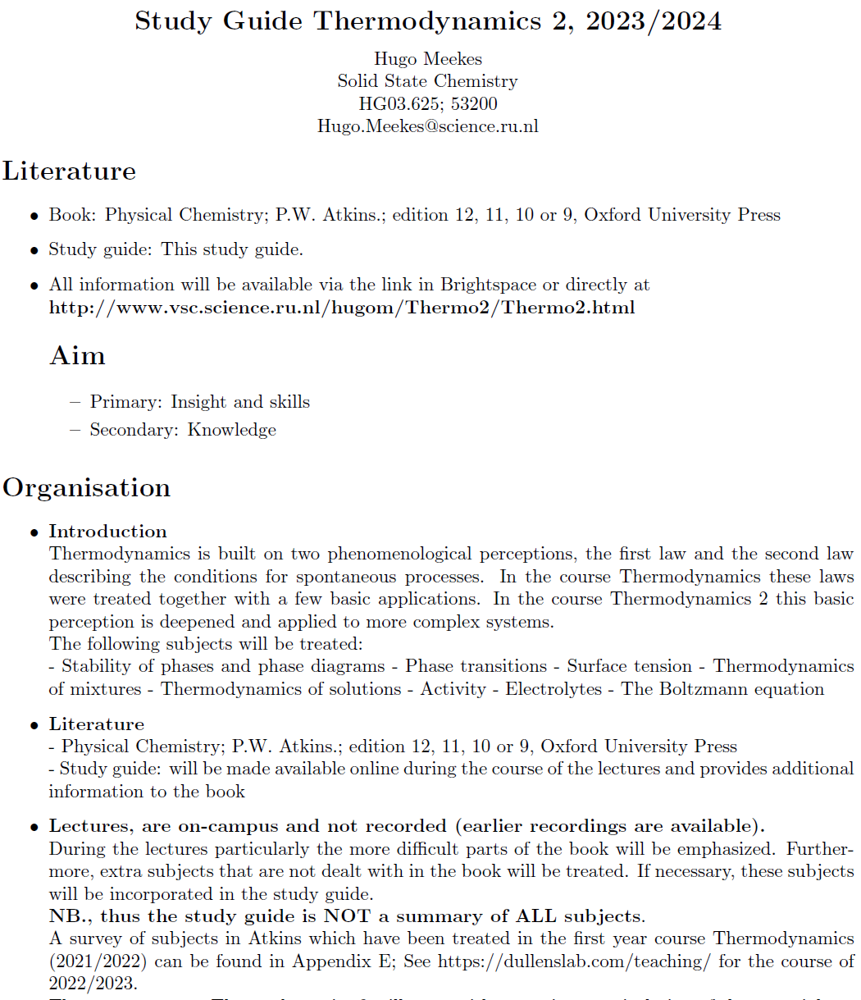 Study Guide Thermodynamics 2, 2023/2024
Hugo Meekes
Solid State Chemistry
HG03.625; 53200
Hugo.Meekes@science.ru.nl
Literature
• Book: Physical Chemistry; P.W. Atkins.; edition 12, 11, 10 or 9, Oxford University Press
• Study guide: This study guide.
• All information will be available via the link in Brightspace or directly at
http://www.vsc.science.ru.nl/hugom/Thermo2/Thermo2.html
Aim
– Primary: Insight and skills
– Secondary: Knowledge
Organisation
• Introduction
Thermodynamics is built on two phenomenological perceptions, the first law and the second law
describing the conditions for spontaneous processes. In the course Thermodynamics these laws
were treated together with a few basic applications. In the course Thermodynamics 2 this basic
perception is deepened and applied to more complex systems.
The following subjects will be treated:
- Stability of phases and phase diagrams - Phase transitions - Surface tension - Thermodynamics
of mixtures - Thermodynamics of solutions - Activity - Electrolytes - The Boltzmann equation
• Literature
- Physical Chemistry; P.W. Atkins.; edition 12, 11, 10 or 9, Oxford University Press
- Study guide: will be made available online during the course of the lectures and provides additional
information to the book
• Lectures, are on-campus and not recorded (earlier recordings are available).
During the lectures particularly the more difficult parts of the book will be emphasized. Further-
more, extra subjects that are not dealt with in the book will be treated. If necessary, these subjects
will be incorporated in the study guide.
NB., thus the study guide is NOT a summary of ALL subjects.
A survey of subjects in Atkins which have been treated in the first year course Thermodynamics
(2021/2022) can be found in Appendix E; See https://dullenslab.com/teaching/ for the course of
2022/2023.